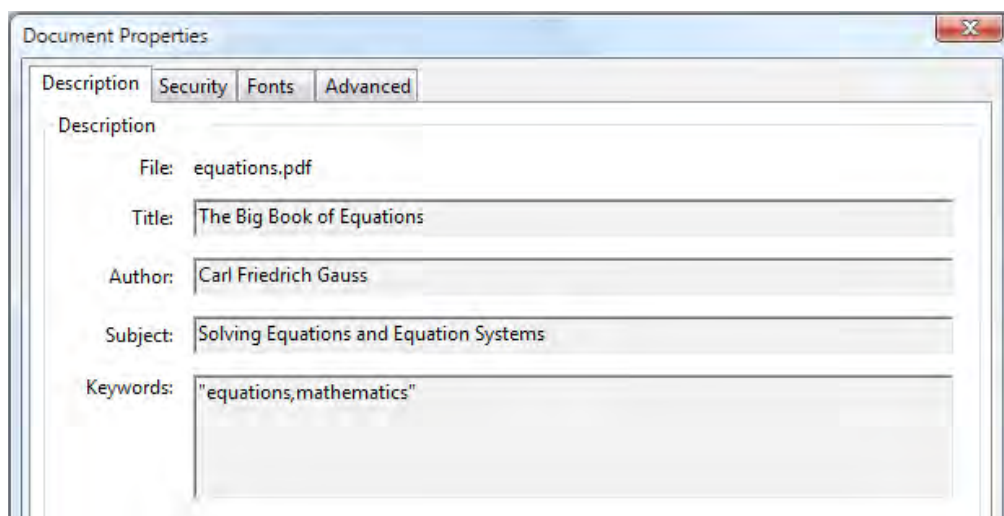 Document Properties
Description Security Fonts Advanced
Description
File: equations.pdf
Title: The Big Book of Equations
Author: Carl Friedrich Gauss
Subject: Solving Equations and Equation Systems
Keywords: "equations,mathematics"